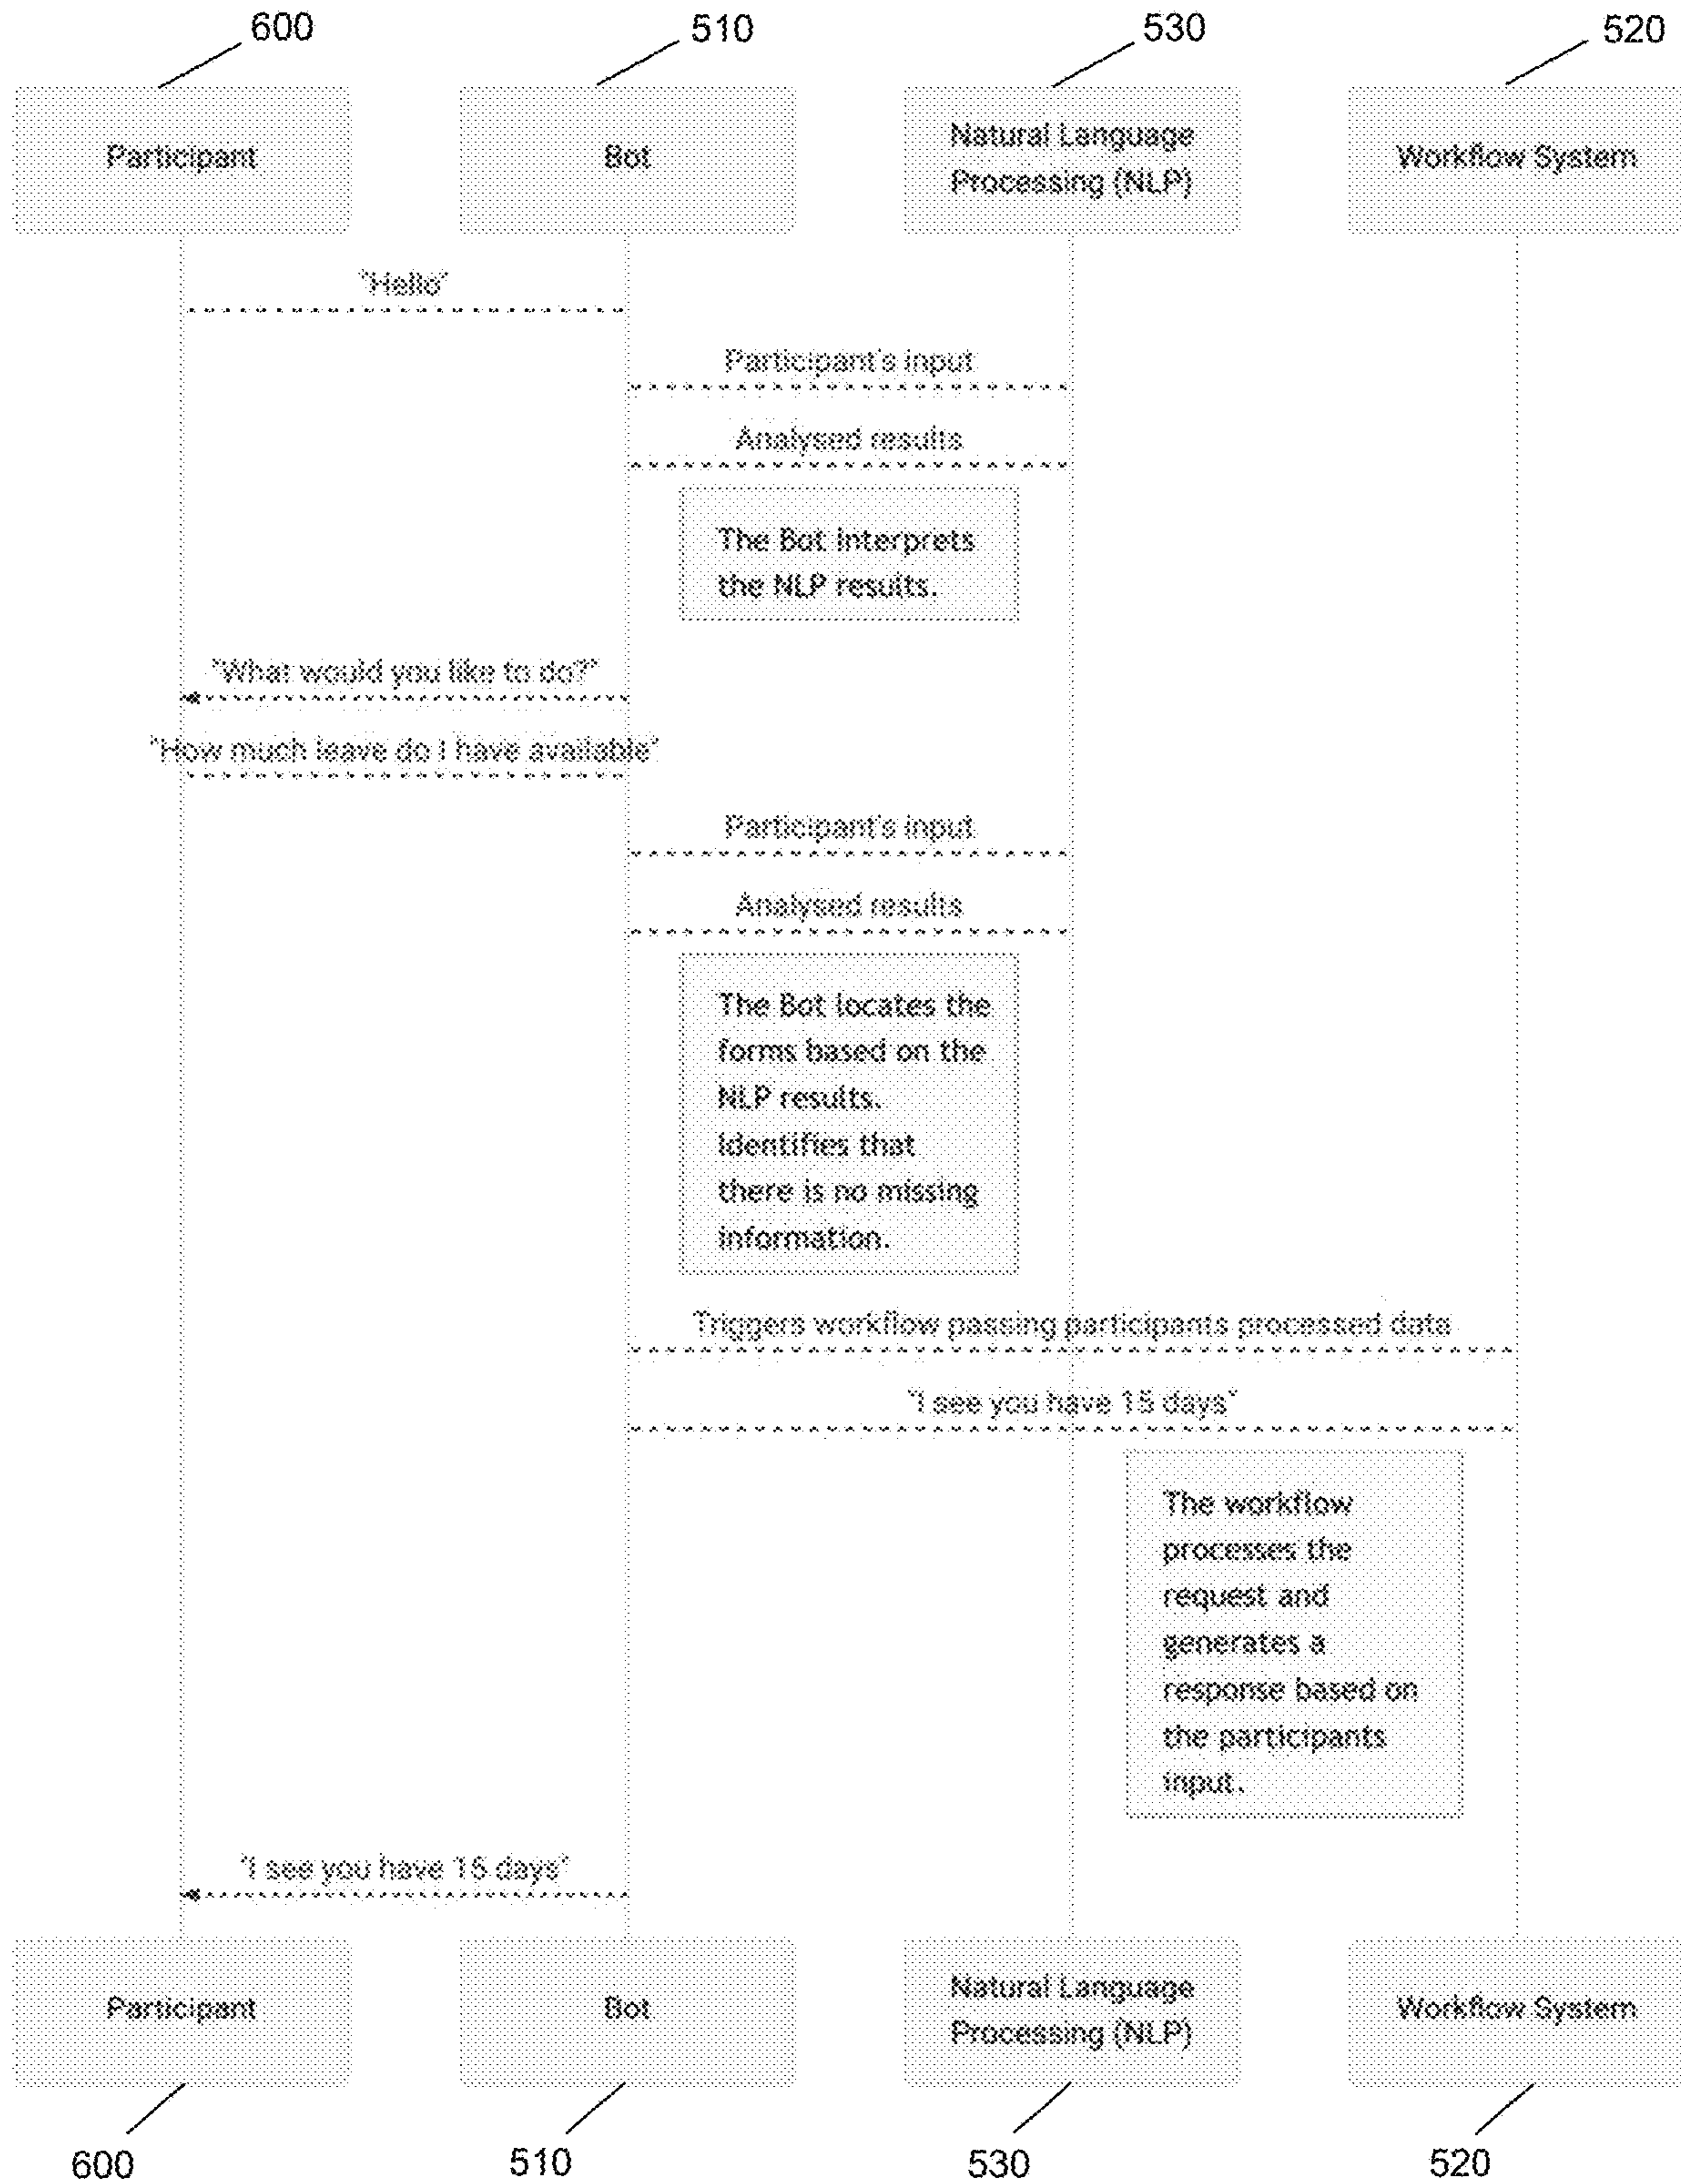 600
510
530
520
Participant
Bot
Natural Language
Processing (NLP)
Workflow System
"Hello"
Participant's input
Analysed results
The Bot interprets
the NLP results.
"What would you like to do?"
"How much leave do I have available"
Participant's input
Analysed results
The Bot locates the
forms based on the
NLP results.
Identifies that
there is no missing
information.
Triggers workflow passing participants processed data
"I see you have 15 days"
The workflow
processes the
request and
generates a
response based on
the participants
input.
"I see you have 15 days"
Participant
Bot
Natural Language
Processing (NLP)
Workflow System
600
510
530
520